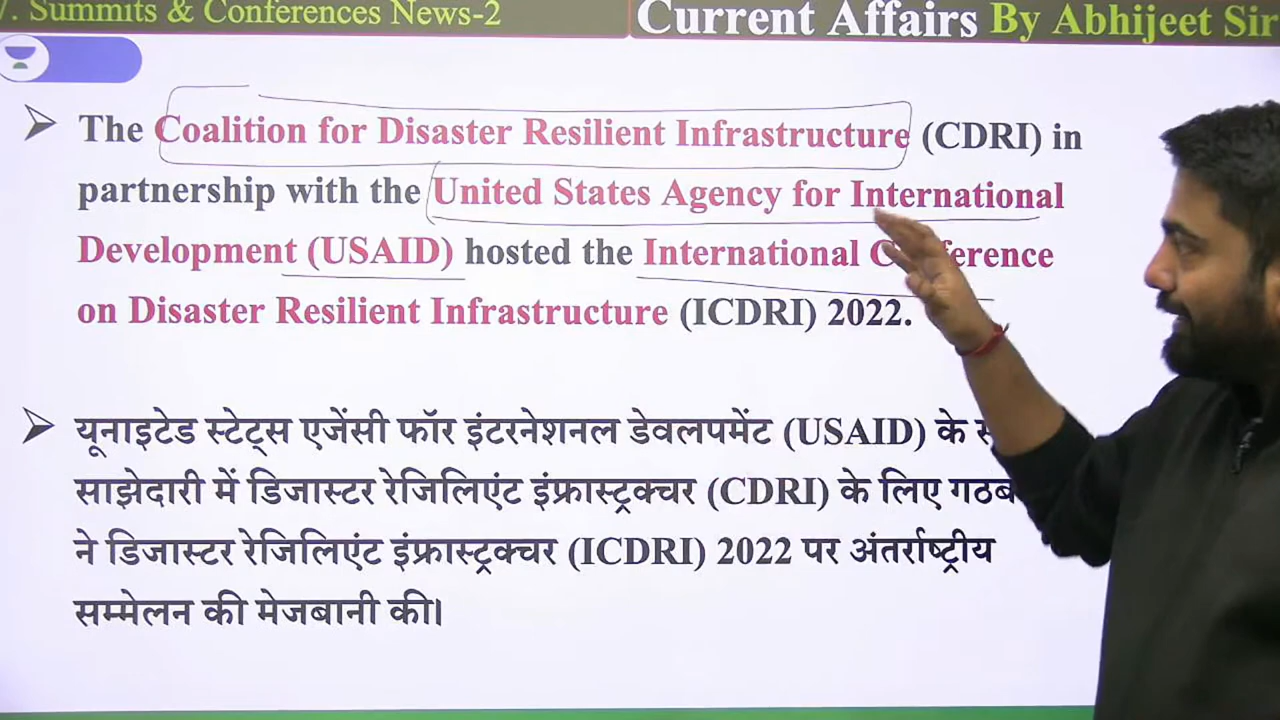 7. Summits & Conferences News-2
Current Affairs By Abhijeet Sir
The Coalition for Disaster Resilient Infrastructure (CDRI) in
partnership with the United States Agency for International
Development (USAID) hosted the International
on Disaster Resilient Infrastructure (ICDRI) 2022.
यूनाइटेड स्टेट्स एजेंसी फॉर इंटरनेशनल डेवलपमेंट (USAID) के
साझेदारी में डिजास्टर रेजिलिएंट इंफ्रास्ट्रक्चर (CDRI) के लिए
ने डिजास्टर रेजिलिएंट इंफ्रास्ट्रक्चर (ICDRI) 2022 पर अंतर्राष्ट्रीय
सम्मेलन की मेजबानी की।